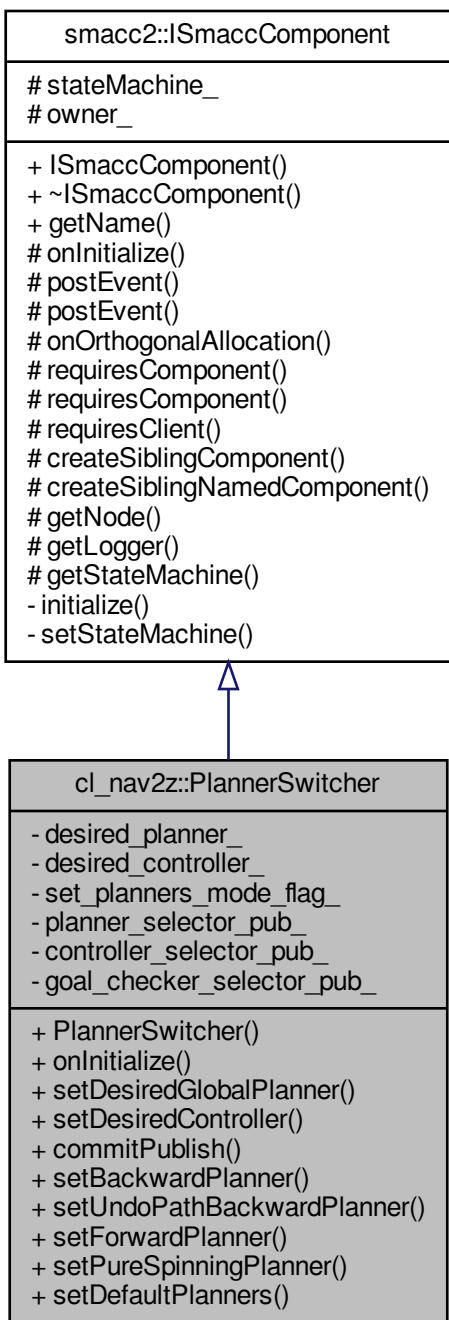 smacc2::ISmaccComponent
# stateMachine_
# owner_
+ ISmaccComponent()
+ ~ISmaccComponent()
+ getName()
# onInitialize()
# postEvent()
# postEvent()
# onOrthogonalAllocation()
# requiresComponent()
# requiresComponent()
# requiresClient()
# createSiblingComponent()
# createSiblingNamedComponent()
# getNode()
# getLogger()
# getStateMachine()
- initialize()
- setStateMachine()
cl_nav2z::PlannerSwitcher
- desired_planner_
- desired_controller_
- set_planners_mode_flag_
- planner_selector_pub_
- controller_selector_pub_
- goal_checker_selector_pub_
+ PlannerSwitcher()
+ onInitialize()
+ setDesiredGlobalPlanner()
+ setDesiredController()
+ commitPublish()
+ setBackwardPlanner()
+ setUndoPathBackwardPlanner()
+ setForwardPlanner()
+ setPureSpinningPlanner()
+ setDefaultPlanners()